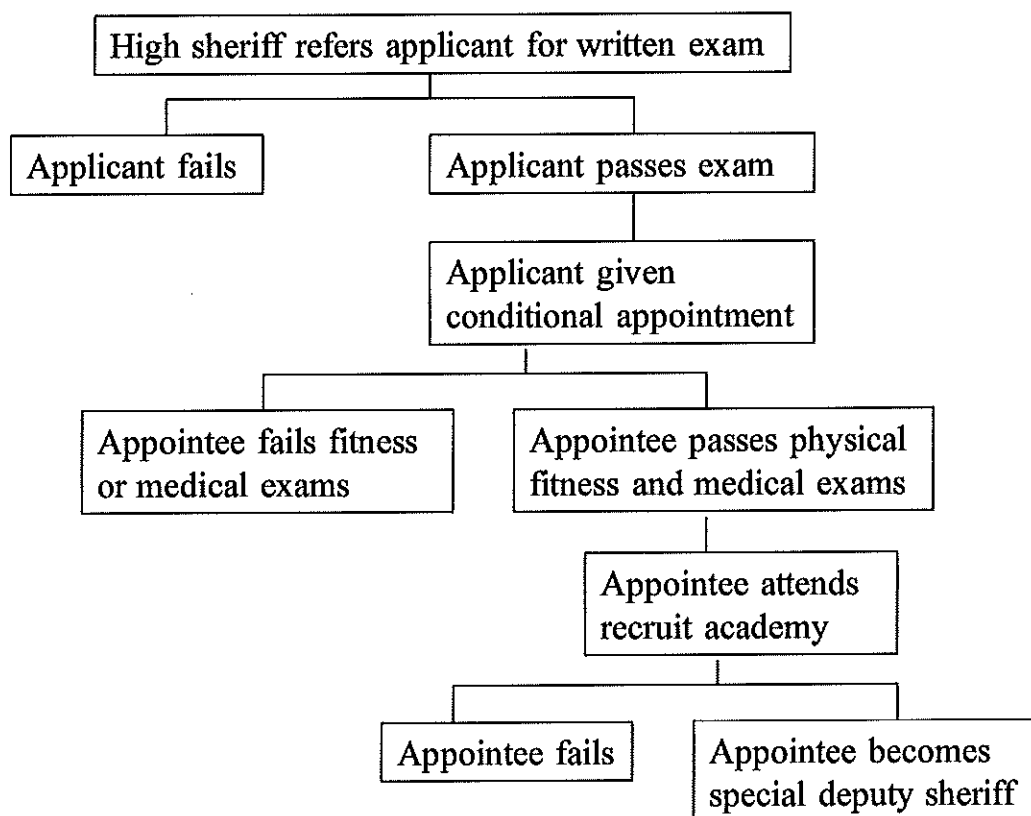 High sheriff refers applicant for written exam
Applicant fails
Applicant passes exam
Applicant given
conditional appointment
Appointee fails fitness
or medical exams
Appointee passes physical
fitness and medical exams
Appointee attends
recruit academy
Appointee fails
Appointee becomes
special deputy sheriff